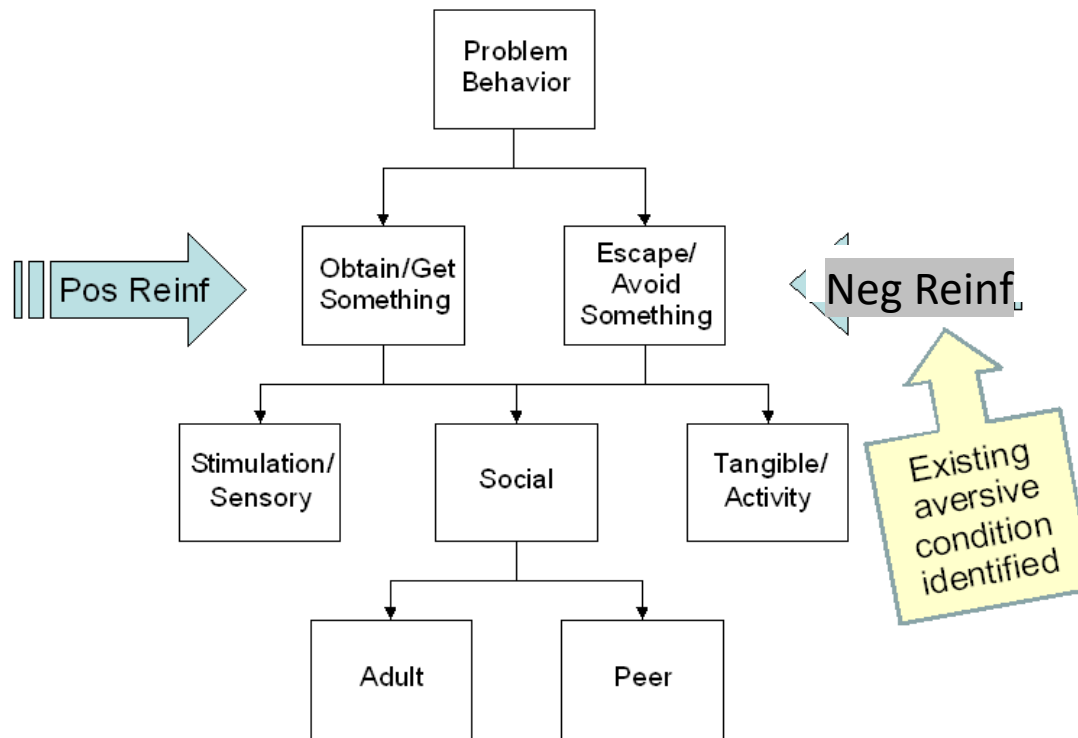 Problem
Behavior
Pos Reinf
Obtain/Get
Something
Escape/
Avoid
Something
Neg Reinf
Stimulation/
Sensory
Social
Tangible/
Activity
Existing
aversive
condition
identified
Adult
Peer